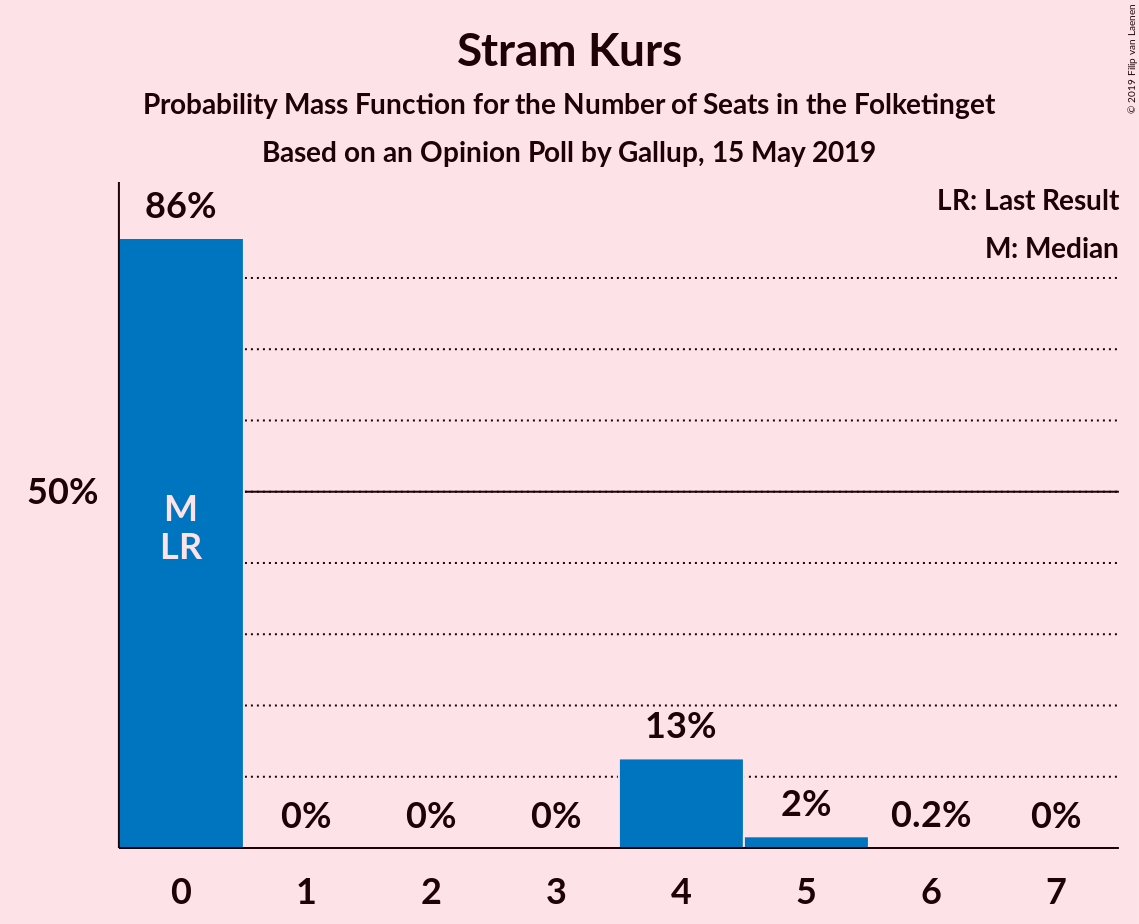 Stram Kurs
Probability Mass Function for the Number of Seats in the Folketinget
Based on an Opinion Poll by Gallup, 15 May 2019
© 2019 Filip van Laenen
LR: Last Result
M: Median
86%
50%
M
LR
0%
0%
0%
13%
2%
0.2%
0%
0
1
2
3
4
5
6
7